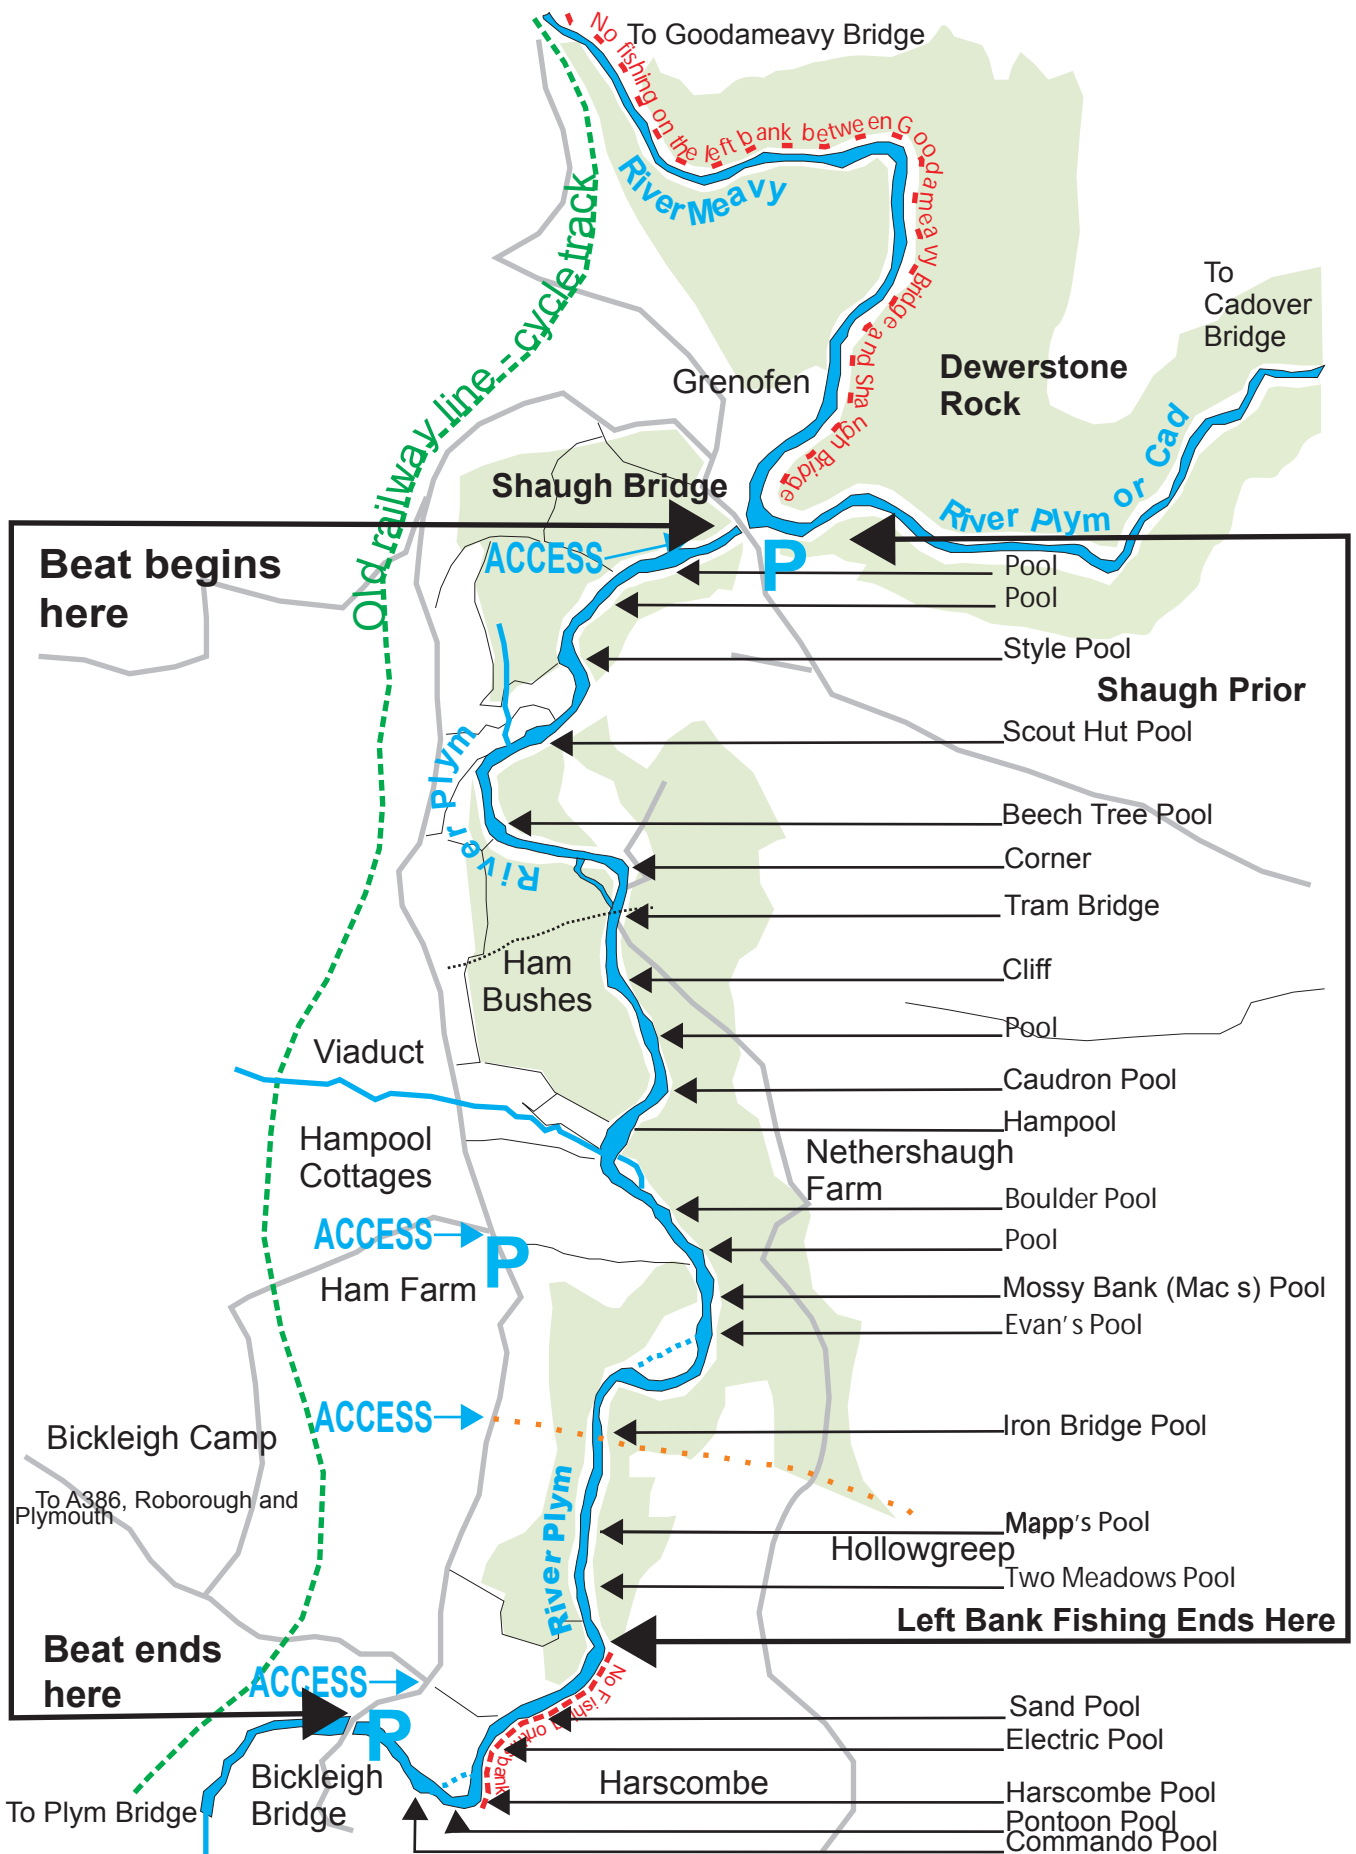 To Goodameavy Bridge
No fishing on the left bank between Goodameavy Bridge and Shaugh Bridge
River Meavy
To
Cadover
Bridge
Old railway line - cycle track
Grenofen
Dewerstone
Rock
River Plym or Cad
Shaugh Bridge
Beat begins
here
ACCESS
P
Pool
Pool
Style Pool
Shaugh Prior
Scout Hut Pool
River Plym
Beech Tree Pool
Corner
Tram Bridge
Ham
Bushes
Cliff
Pool
Viaduct
Caudron Pool
Hampool
Hampool
Cottages
Nethershaugh
Farm
Boulder Pool
ACCESS
P
Pool
Ham Farm
Mossy Bank (Mac s) Pool
Evan's Pool
ACCESS
Iron Bridge Pool
Bickleigh Camp
To A386, Roborough and
Plymouth
River Plym
Mapp's Pool
Hollowgreep
Two Meadows Pool
Left Bank Fishing Ends Here
Beat ends
here
ACCESS
No Fishing on this bank
P
Sand Pool
Electric Pool
Bickleigh
Bridge
Harscombe
Harscombe Pool
To Plym Bridge
Pontoon Pool
Commando Pool